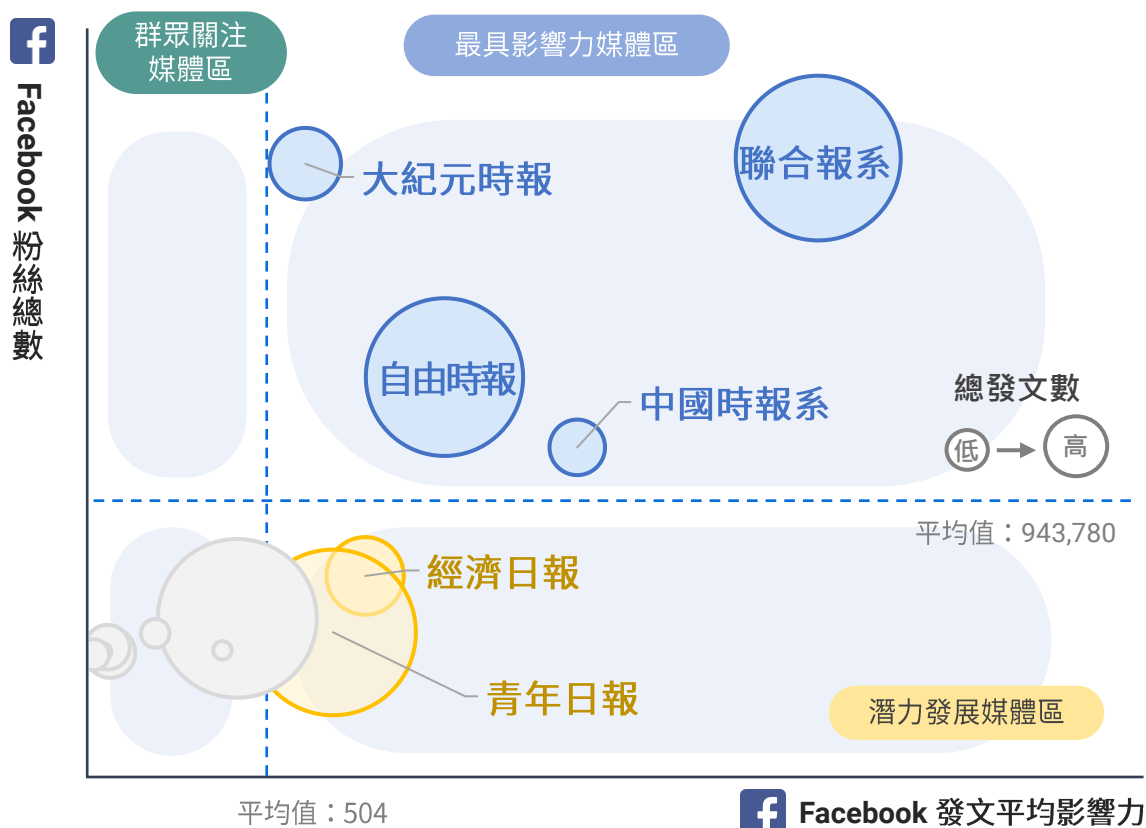 群眾關注
媒體區
最具影響力媒體區
Facebook 粉絲總數
大紀元時報
聯合報系
自由時報
中國時報系
總發文數
低
高
平均值：943,780
經濟日報
青年日報
潛力發展媒體區
平均值：504
Facebook 發文平均影響力